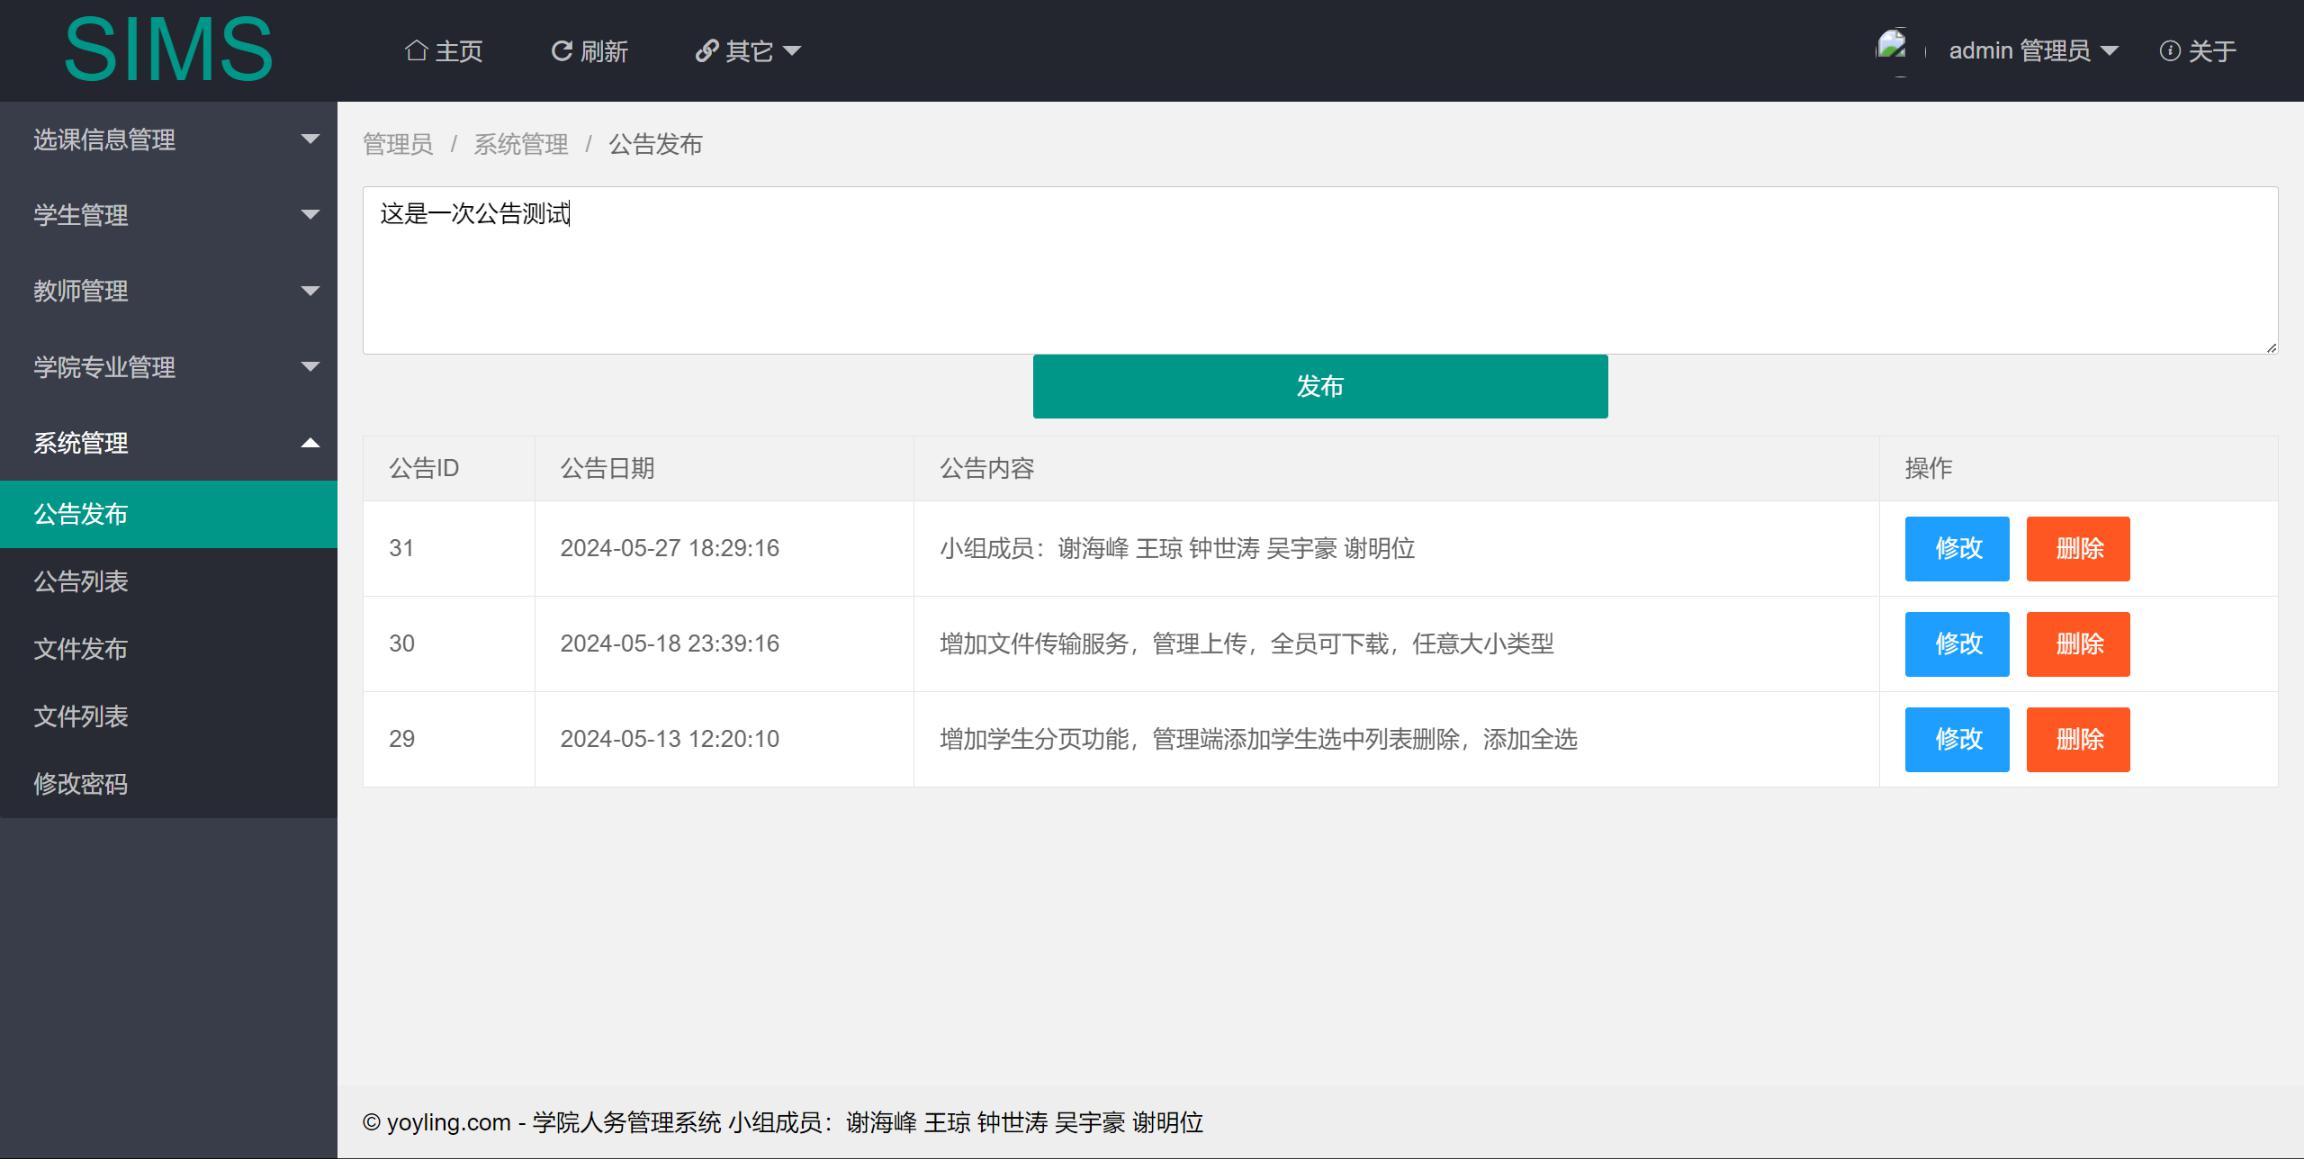 SIMS
主页 刷新 其它 admin 管理员 关于
选课信息管理
学生管理
教师管理
学院专业管理
系统管理
公告发布
公告列表
文件发布
文件列表
修改密码
管理员 / 系统管理 / 公告发布
这是一次公告测试
发布
公告ID 公告日期 公告内容 操作
31 2024-05-27 18:29:16 小组成员：谢海峰 王琼 钟世涛 吴宇豪 谢明位 修改 删除
30 2024-05-18 23:39:16 增加文件传输服务，管理上传，全员可下载，任意大小类型 修改 删除
29 2024-05-13 12:20:10 增加学生分页功能，管理端添加学生选中列表删除，添加全选 修改 删除
© yoyling.com - 学院人务管理系统 小组成员：谢海峰 王琼 钟世涛 吴宇豪 谢明位